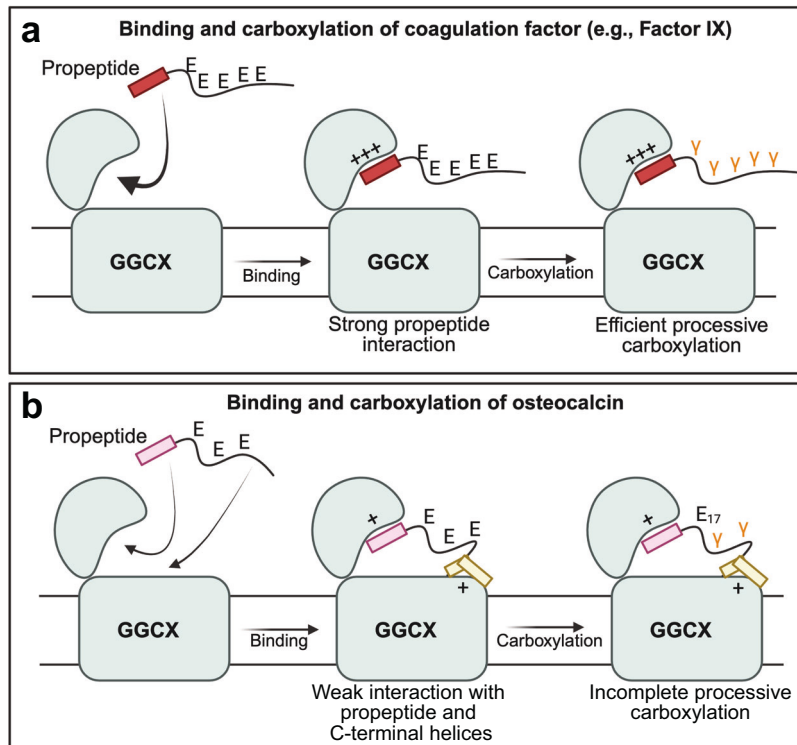 a
Binding and carboxylation of coagulation factor (e.g., Factor IX)
Propeptide
E
E E E E
+++
E
E E E E
+++
γ
γ γ γ γ
GGCX
Binding
GGCX
Carboxylation
GGCX
Strong propeptide
interaction
Efficient processive
carboxylation
b
Binding and carboxylation of osteocalcin
Propeptide
E
E E
+
E
E E
+
E17
γ γ
+
+
GGCX
Binding
GGCX
Carboxylation
GGCX
Weak interaction with
propeptide and
C-terminal helices
Incomplete processive
carboxylation